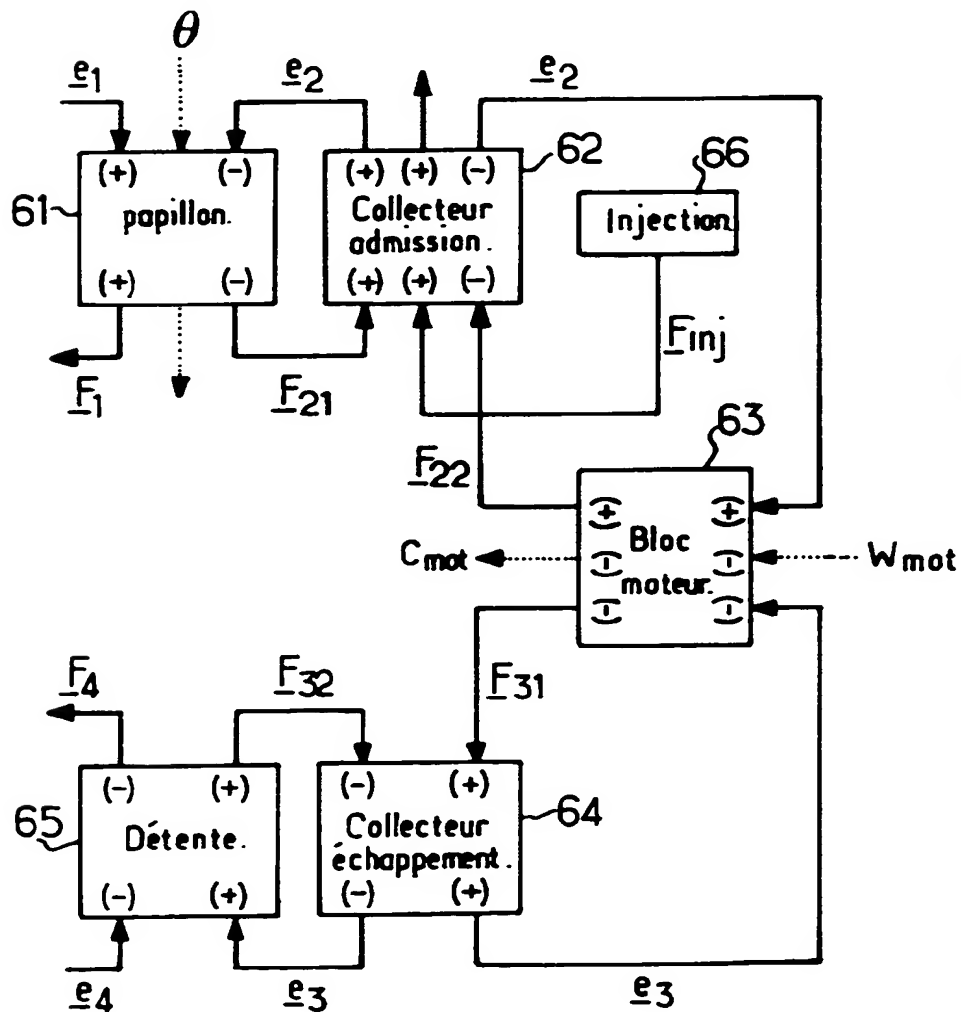 θ
e1
e2
e2
62
66
(+) (-)
(+) (+) (-)
61
papillon.
Collecteur
admission.
Injection
(+) (-)
(+) (+) (-)
F1
F21
Finj
63
F22
(+) (+)
Bloc
Cmot
(-) (-)
Wmot
moteur.
(-) (-)
F4
F32
F31
(-) (+)
(-) (+)
65
Détente.
Collecteur
échappement.
64
(-) (+)
(-) (+)
e4
e3
e3